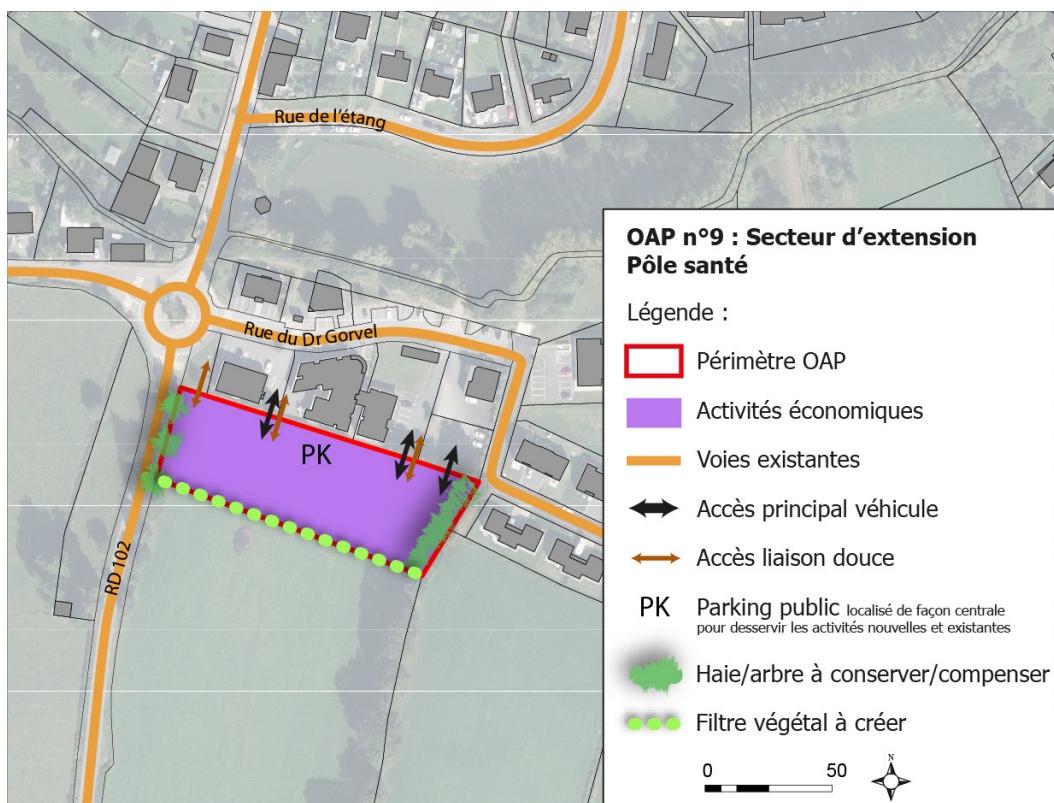 Rue de l'étang
Rue du Dr Gorvel
PK
RD 102
OAP n°9 : Secteur d'extension
Pôle santé
Légende :
Périmètre OAP
Activités économiques
Voies existantes
Accès principal véhicule
Accès liaison douce
PK Parking public localisé de façon centrale
pour desservir les activités nouvelles et existantes
Haie/arbre à conserver/compenser
Filtre végétal à créer
0 50
N